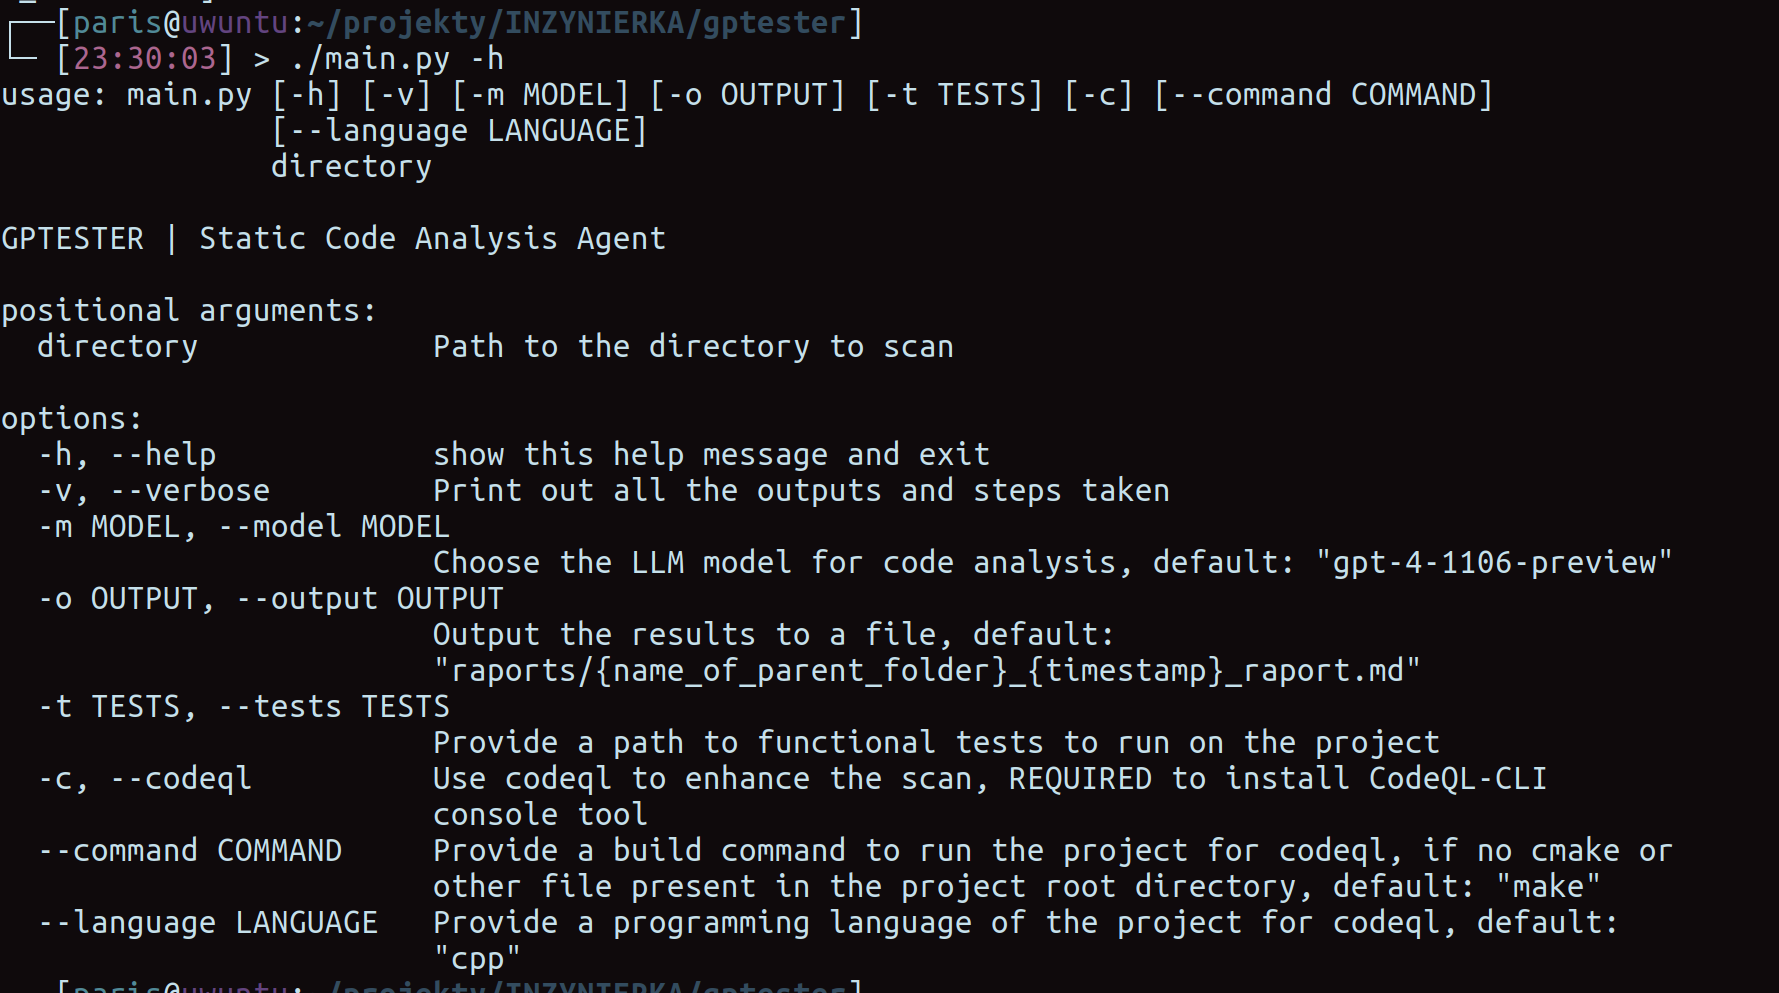 [paris@uwuntu:~/projekty/INZYNIERKA/gptester]
[23:30:03] > ./main.py -h
usage: main.py [-h] [-v] [-m MODEL] [-o OUTPUT] [-t TESTS] [-c] [--command COMMAND]
[--language LANGUAGE]
directory
GPTESTER | Static Code Analysis Agent
positional arguments:
directory Path to the directory to scan
options:
-h, --help show this help message and exit
-v, --verbose Print out all the outputs and steps taken
-m MODEL, --model MODEL
Choose the LLM model for code analysis, default: "gpt-4-1106-preview"
-o OUTPUT, --output OUTPUT
Output the results to a file, default:
"raports/{name_of_parent_folder}_{timestamp}_raport.md"
-t TESTS, --tests TESTS
Provide a path to functional tests to run on the project
-c, --codeql Use codeql to enhance the scan, REQUIRED to install CodeQL-CLI
console tool
--command COMMAND Provide a build command to run the project for codeql, if no cmake or
other file present in the project root directory, default: "make"
--language LANGUAGE Provide a programming language of the project for codeql, default:
"cpp"
[paris@uwuntu:~/projekty/INZYNIERKA/gptester]